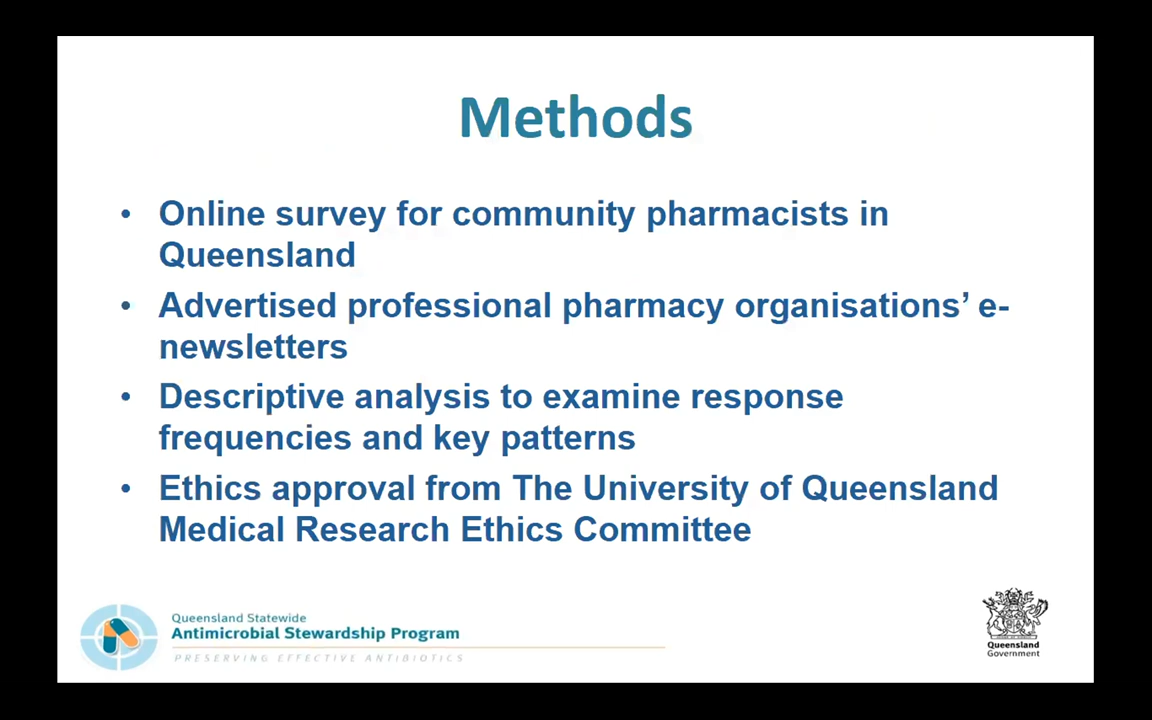 Methods
• Online survey for community pharmacists in
Queensland
• Advertised professional pharmacy organisations’ e-
newsletters
• Descriptive analysis to examine response
frequencies and key patterns
• Ethics approval from The University of Queensland
Medical Research Ethics Committee
Queensland Statewide
Antimicrobial Stewardship Program
PRESERVING EFFECTIVE ANTIBIOTICS
Queensland
Government